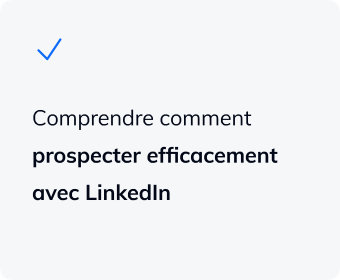 Comprendre comment
prospecter efficacement
avec LinkedIn